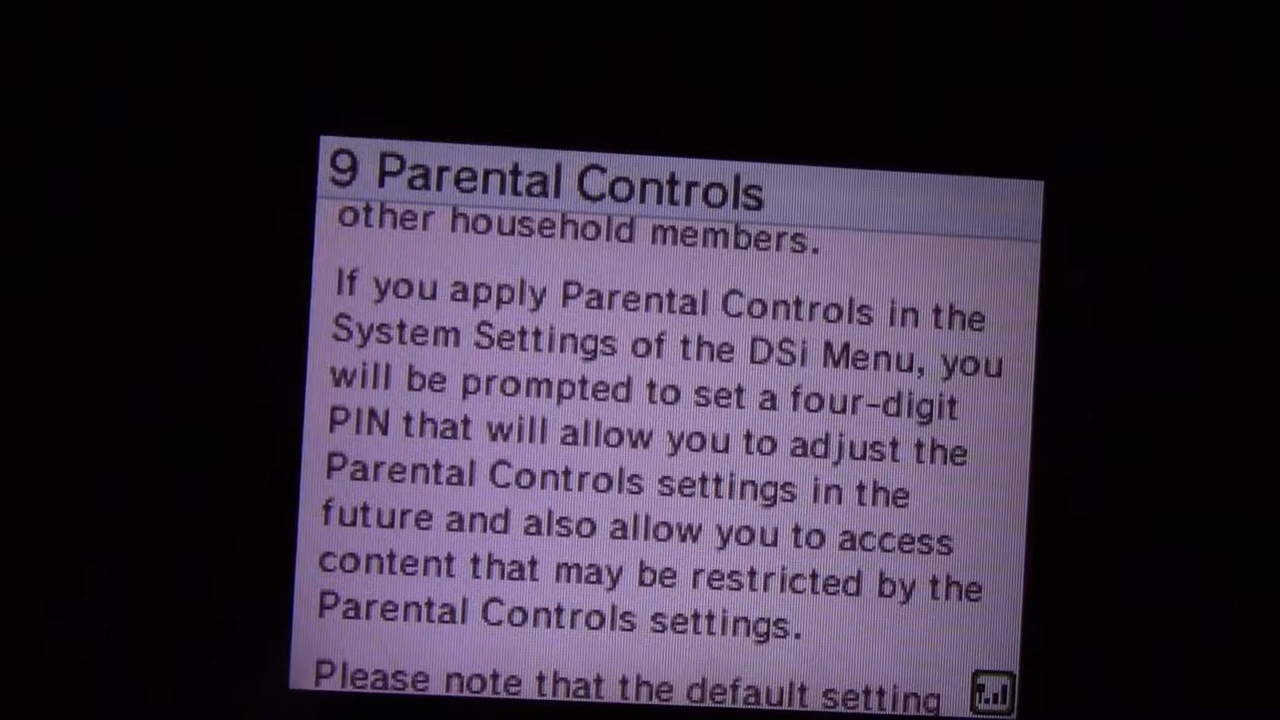 9 Parental Controls
other household members.
If you apply Parental Controls in the
System Settings of the DSi Menu, you
will be prompted to set a four-digit
PIN that will allow you to adjust the
Parental Controls settings in the
future and also allow you to access
content that may be restricted by the
Parental Controls settings.
Please note that the default setting